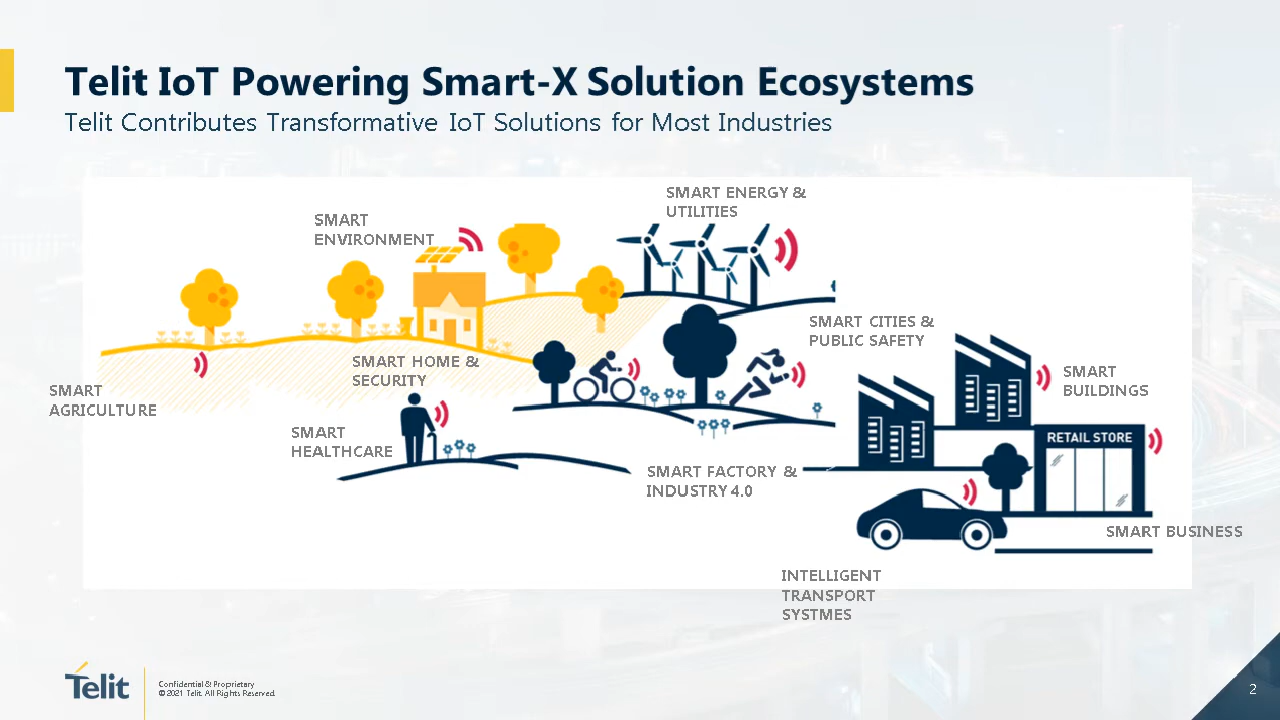 Telit IoT Powering Smart-X Solution Ecosystems
Telit Contributes Transformative IoT Solutions for Most Industries
SMART ENERGY &
UTILITIES
SMART
ENVIRONMENT
SMART CITIES &
PUBLIC SAFETY
SMART HOME &
SECURITY
SMART
BUILDINGS
SMART
AGRICULTURE
SMART
HEALTHCARE
RETAIL STORE
SMART FACTORY &
INDUSTRY 4.0
SMART BUSINESS
INTELLIGENT
TRANSPORT
SYSTMES
Telit
Confidential & Proprietary
©2021 Telit. All Rights Reserved.
2